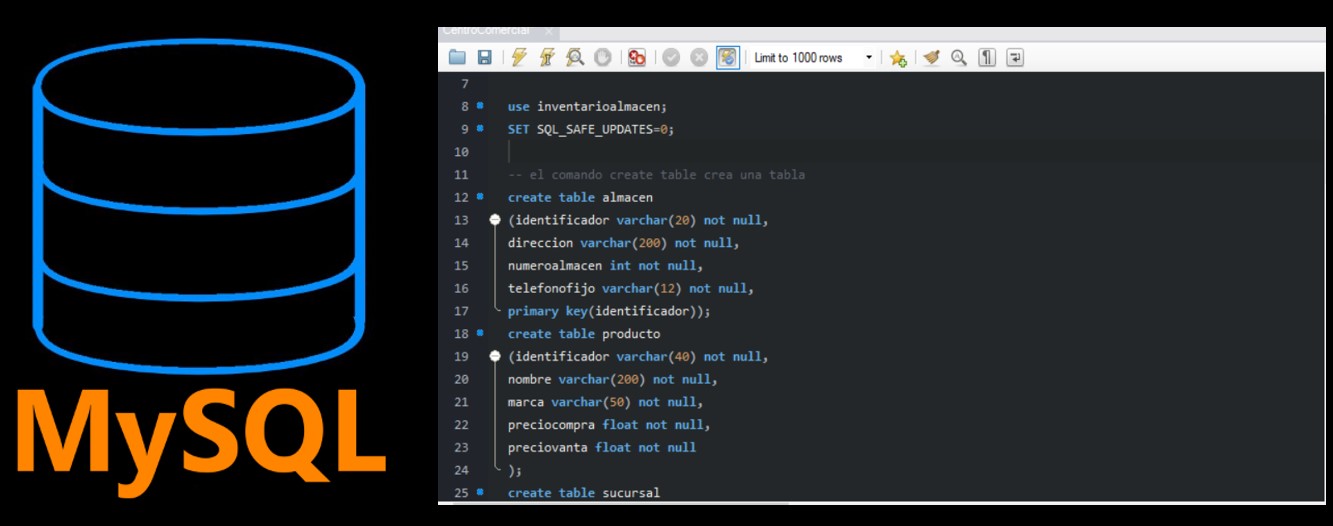 MySQL
CentroComercial
Limit to 1000 rows
7
8 use inventarioalmacen;
9 SET SQL_SAFE_UPDATES=0;
10
11 -- el comando create table crea una tabla
12 create table almacen
13 (identificador varchar(20) not null,
14 direccion varchar(200) not null,
15 numeroalmacen int not null,
16 telefonofijo varchar(12) not null,
17 primary key(identificador));
18 create table producto
19 (identificador varchar(40) not null,
20 nombre varchar(200) not null,
21 marca varchar(50) not null,
22 preciocompra float not null,
23 preciovanta float not null
24 );
25 create table sucursal